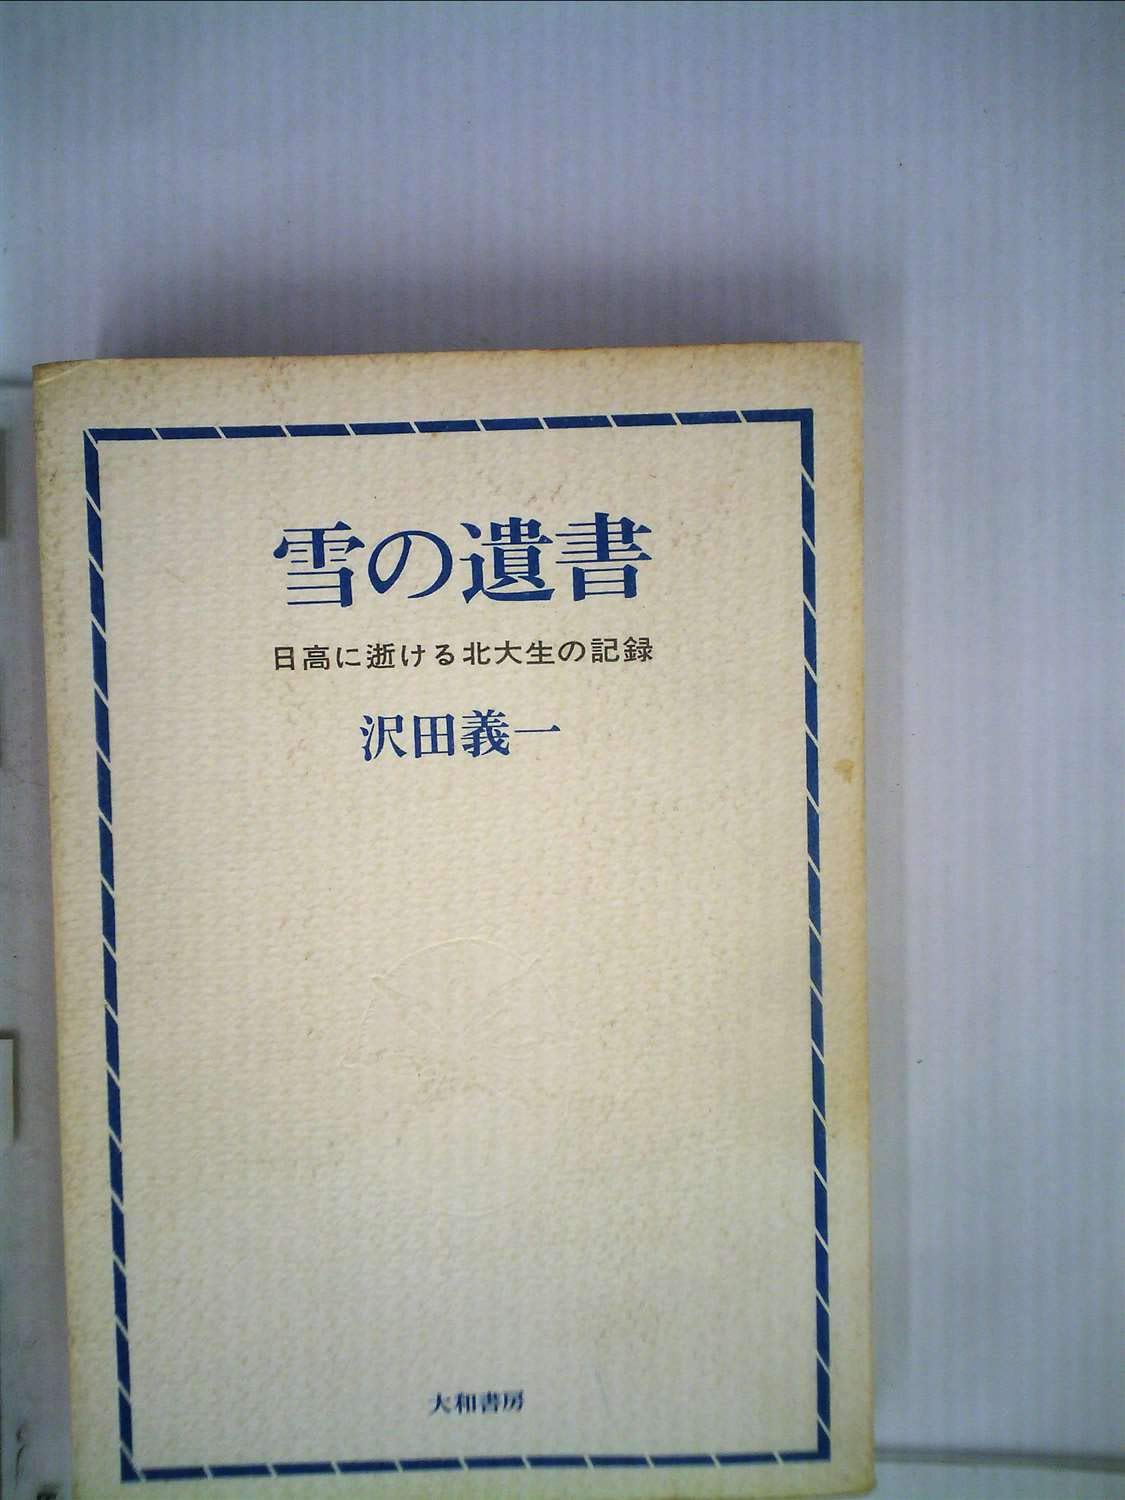 雪の遺書
日高に逝ける北大生の記録
沢田義一
大和書房